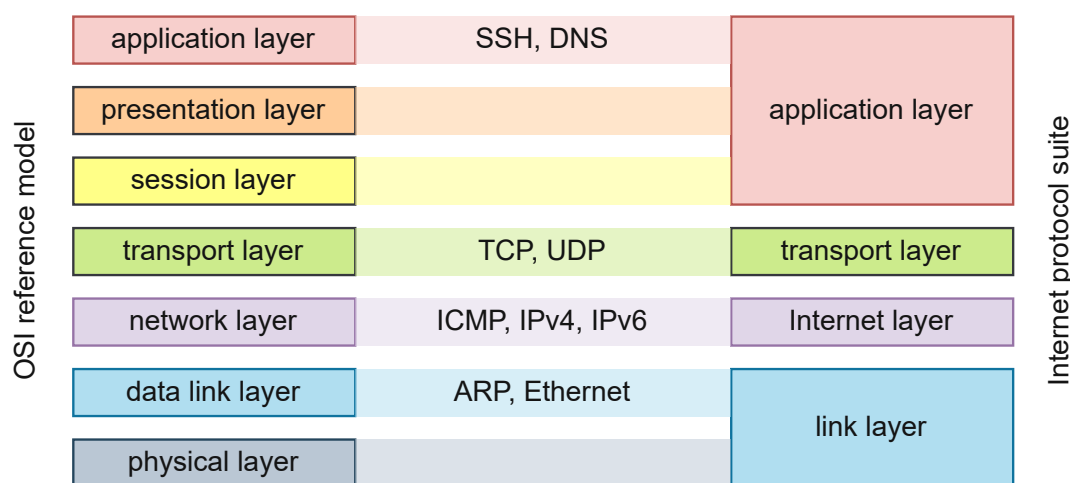 OSI reference model
application layer
SSH, DNS
application layer
presentation layer
session layer
transport layer
TCP, UDP
transport layer
network layer
ICMP, IPv4, IPv6
Internet layer
data link layer
ARP, Ethernet
link layer
physical layer
Internet protocol suite